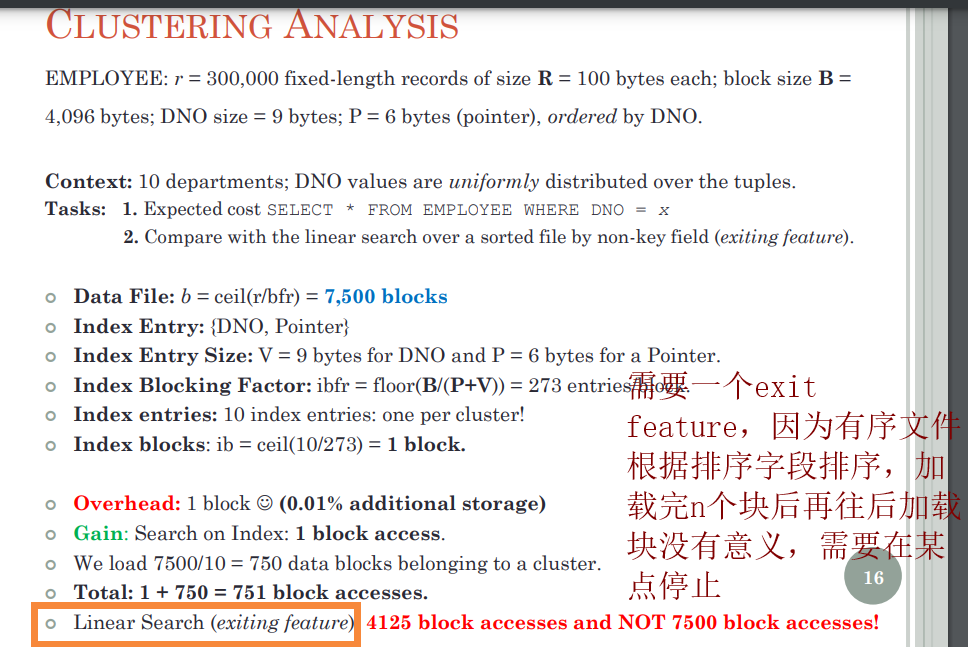 CLUSTERING ANALYSIS
EMPLOYEE: r = 300,000 fixed-length records of size R = 100 bytes each; block size B =
4,096 bytes; DNO size = 9 bytes; P = 6 bytes (pointer), ordered by DNO.
Context: 10 departments; DNO values are uniformly distributed over the tuples.
Tasks: 1. Expected cost SELECT * FROM EMPLOYEE WHERE DNO = x
2. Compare with the linear search over a sorted file by non-key field (exiting feature).
Data File: b = ceil(r/bfr) = 7,500 blocks
Index Entry: {DNO, Pointer}
Index Entry Size: V = 9 bytes for DNO and P = 6 bytes for a Pointer.
Index Blocking Factor: ibfr = floor(B/(P+V)) = 273 entries/block.
Index entries: 10 index entries: one per cluster!
Index blocks: ib = ceil(10/273) = 1 block.
Overhead: 1 block ☺ (0.01% additional storage)
Gain: Search on Index: 1 block access.
We load 7500/10 = 750 data blocks belonging to a cluster.
Total: 1 + 750 = 751 block accesses.
Linear Search (exiting feature) 4125 block accesses and NOT 7500 block accesses!
需要一个exit
feature，因为有序文件
根据排序字段排序，加
载完n个块后再往后加载
块没有意义，需要在某
点停止
16